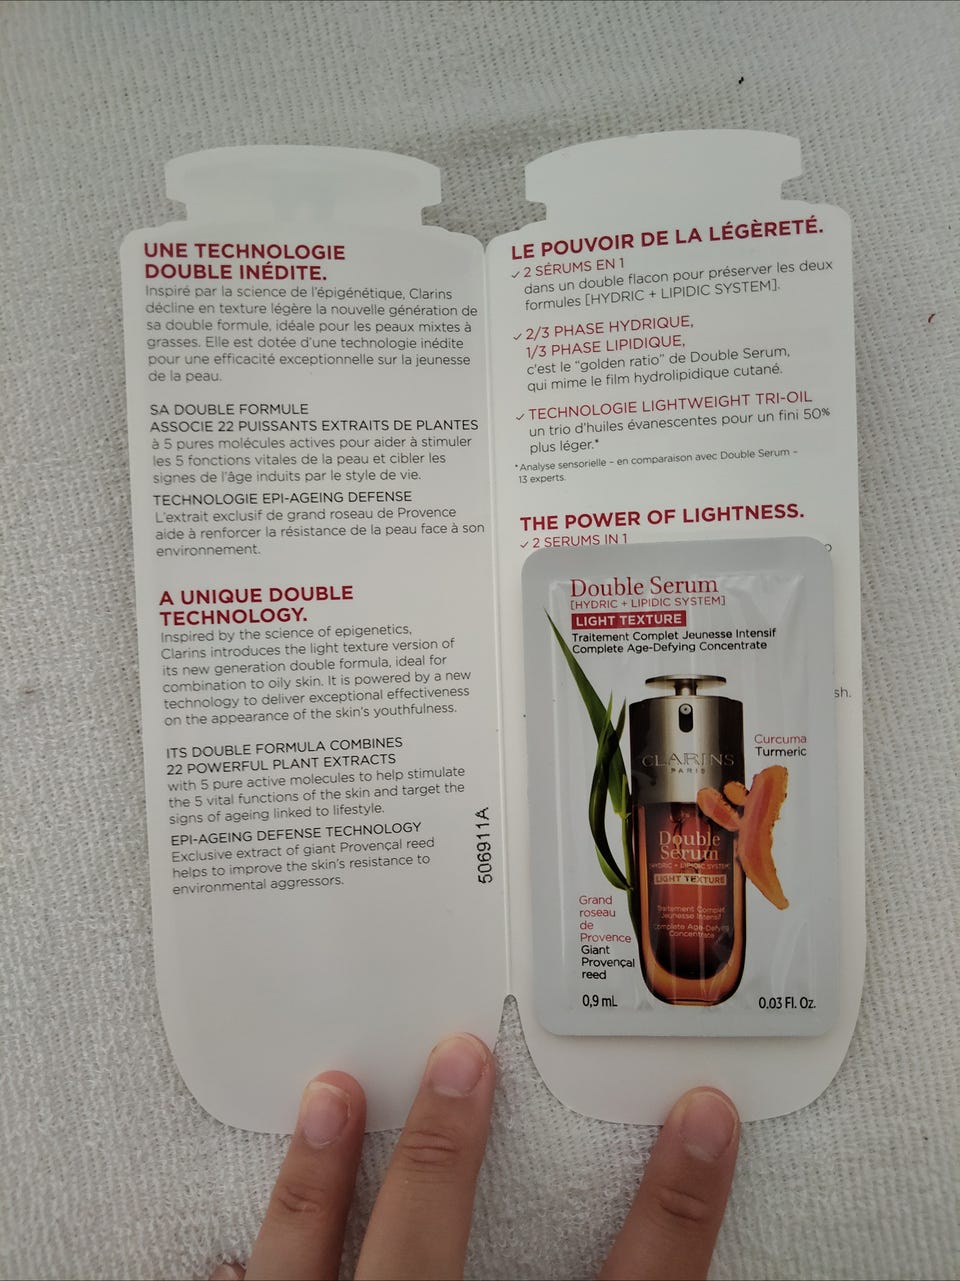 UNE TECHNOLOGIE
DOUBLE INÉDITE.
Inspiré par la science de l'épigénétique, Clarins
décline en texture légère la nouvelle génération de
sa double formule, idéale pour les peaux mixtes à
grasses. Elle est dotée d'une technologie inédite
pour une efficacité exceptionnelle sur la jeunesse
de la peau.
SA DOUBLE FORMULE
ASSOCIE 22 PUISSANTS EXTRAITS DE PLANTES
à 5 pures molécules actives pour aider à stimuler
les 5 fonctions vitales de la peau et cibler les
signes de l'âge induits par le style de vie.
TECHNOLOGIE EPI-AGEING DEFENSE
L'extrait exclusif de grand roseau de Provence
aide à renforcer la résistance de la peau face à son
environnement.
A UNIQUE DOUBLE
TECHNOLOGY.
Inspired by the science of epigenetics,
Clarins introduces the light texture version of
its new generation double formula, ideal for
combination to oily skin. It is powered by a new
technology to deliver exceptional effectiveness
on the appearance of the skin's youthfulness.
ITS DOUBLE FORMULA COMBINES
22 POWERFUL PLANT EXTRACTS
with 5 pure active molecules to help stimulate
the 5 vital functions of the skin and target the
signs of ageing linked to lifestyle.
EPI-AGEING DEFENSE TECHNOLOGY
Exclusive extract of giant Provençal reed
helps to improve the skin's resistance to
environmental aggressors.
506911A
LE POUVOIR DE LA LÉGÈRETÉ.
✓ 2 SÉRUMS EN 1
dans un double flacon pour préserver les deux
formules [HYDRIC + LIPIDIC SYSTEM].
✓ 2/3 PHASE HYDRIQUE,
1/3 PHASE LIPIDIQUE,
c'est le "golden ratio" de Double Serum,
qui mime le film hydrolipidique cutané.
✓ TECHNOLOGIE LIGHTWEIGHT TRI-OIL
un trio d'huiles évanescentes pour un fini 50%
plus léger.*
*Analyse sensorielle – en comparaison avec Double Serum –
13 experts.
THE POWER OF LIGHTNESS.
✓ 2 SERUMS IN 1
sh.
Double Serum
[HYDRIC + LIPIDIC SYSTEM]
LIGHT TEXTURE
Traitement Complet Jeunesse Intensif
Complete Age-Defying Concentrate
CLARINS
PARIS
Curcuma
Turmeric
Double
Serum
[HYDRIC + LIPIDIC SYSTEM]
LIGHT TEXTURE
Traitement Complet
Jeunesse Intensif
Complete Age-Defying
Concentrate
Grand
roseau
de
Provence
Giant
Provençal
reed
0,9 mL
0.03 Fl. Oz.